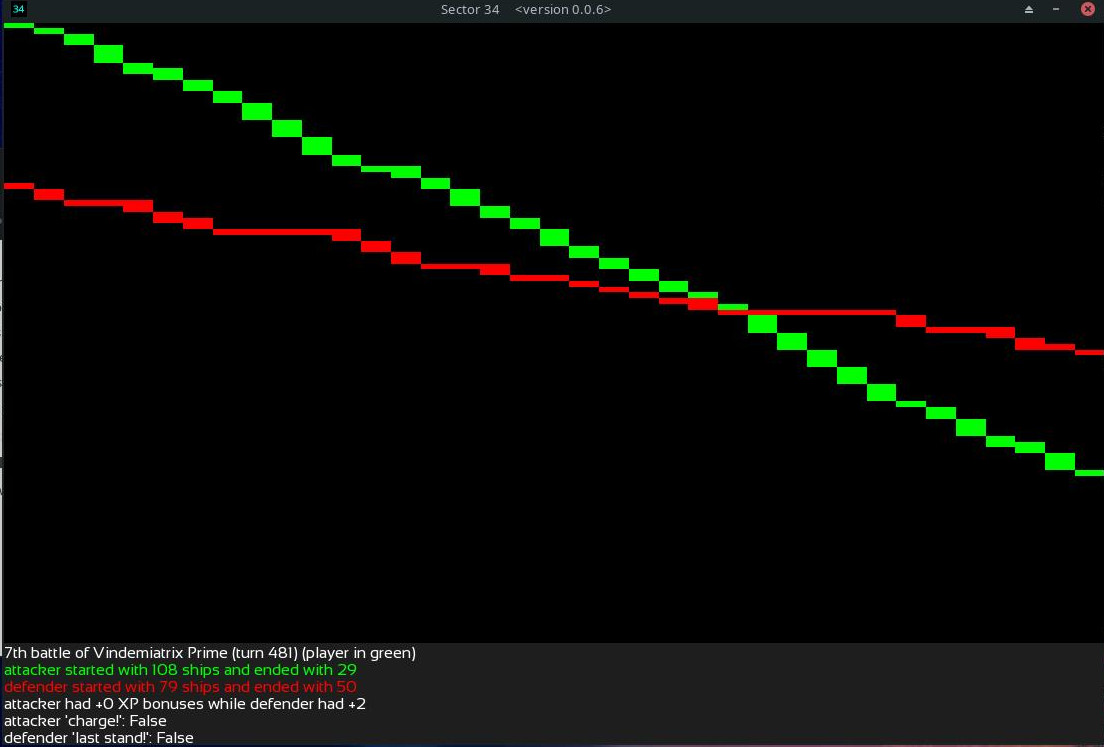 34
Sector 34 <version 0.0.6>
7th battle of Vindemiatrix Prime (turn 481) (player in green)
attacker started with 108 ships and ended with 29
defender started with 79 ships and ended with 50
attacker had +0 XP bonuses while defender had +2
attacker 'charge!': False
defender 'last stand!': False